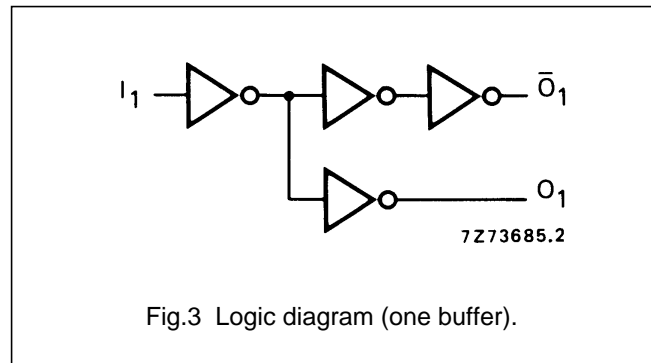 I₁
Ō₁
O₁
7Z73685.2
Fig.3 Logic diagram (one buffer).